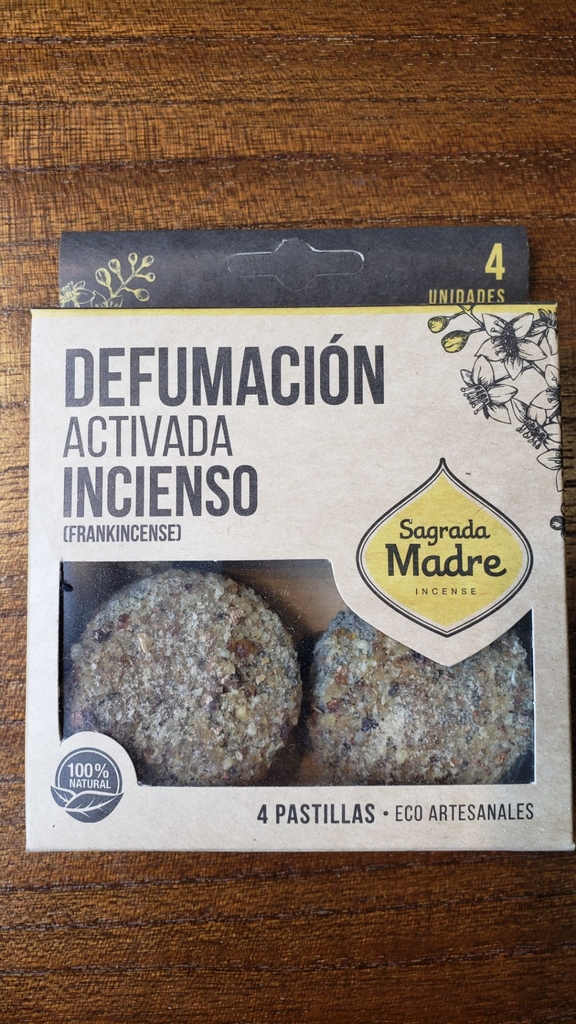 4
UNIDADES
DEFUMACIÓN
ACTIVADA
INCIENSO
(FRANKINCENSE)
Sagrada
Madre
INCENSE
100%
NATURAL
4 PASTILLAS • ECO ARTESANALES